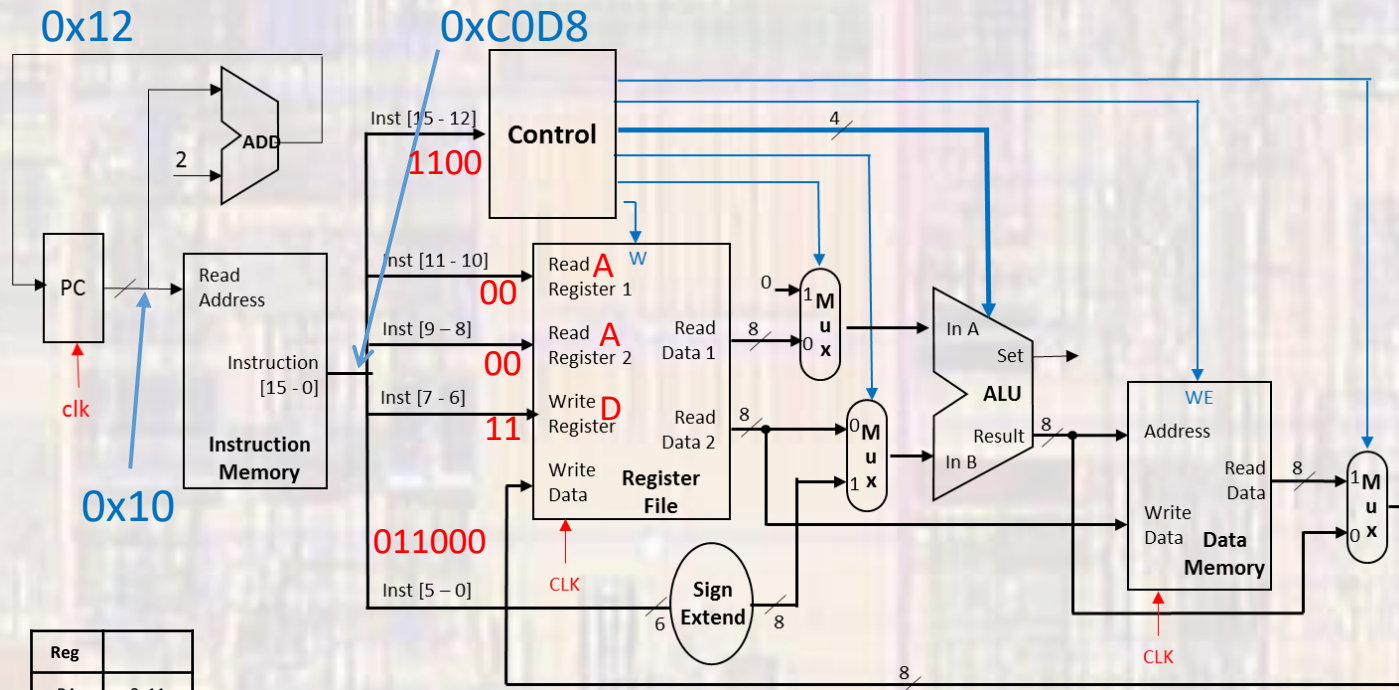 0x12
0xC0D8
Inst [15 - 12]
1100
Control
4
ADD
2
PC
clk
0x10
Read
Address
Instruction
[15 - 0]
Instruction
Memory
Inst [11 - 10]
00
Inst [9 – 8]
00
Inst [7 - 6]
11
011000
Inst [5 – 0]
W
Read A
Register 1
Read A
Register 2
Write D
Register
Write
Data
Read
Data 1
Read
Data 2
Register
File
CLK
8
8
0
1
0
M
u
x
0
1
M
u
x
6
Sign
Extend
8
In A
Set
ALU
Result
In B
8
WE
Address
Read
Data
Write
Data
Data
Memory
CLK
8
1
0
M
u
x
8
Reg